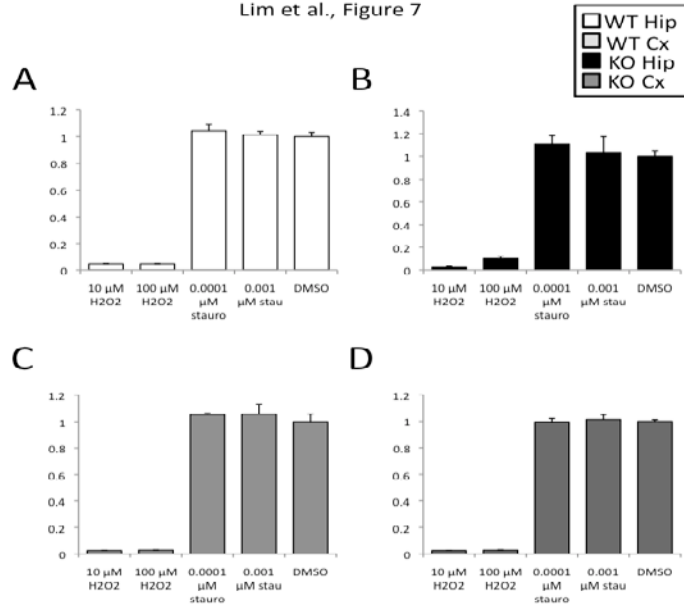 Lim et al., Figure 7
WT Hip
WT Cx
KO Hip
KO Cx
A
1.2
1
0.8
0.6
0.4
0.2
0
10 µM
H2O2
100 µM
H2O2
0.0001
µM
stauro
0.001
µM stau
DMSO
B
1.4
1.2
1
0.8
0.6
0.4
0.2
0
10 µM
H2O2
100 µM
H2O2
0.0001
µM
stauro
0.001
µM stau
DMSO
C
1.2
1
0.8
0.6
0.4
0.2
0
10 µM
H2O2
100 µM
H2O2
0.0001
µM
stauro
0.001
µM stau
DMSO
D
1.2
1
0.8
0.6
0.4
0.2
0
10 µM
H2O2
100 µM
H2O2
0.0001
µM
stauro
0.001
µM stau
DMSO